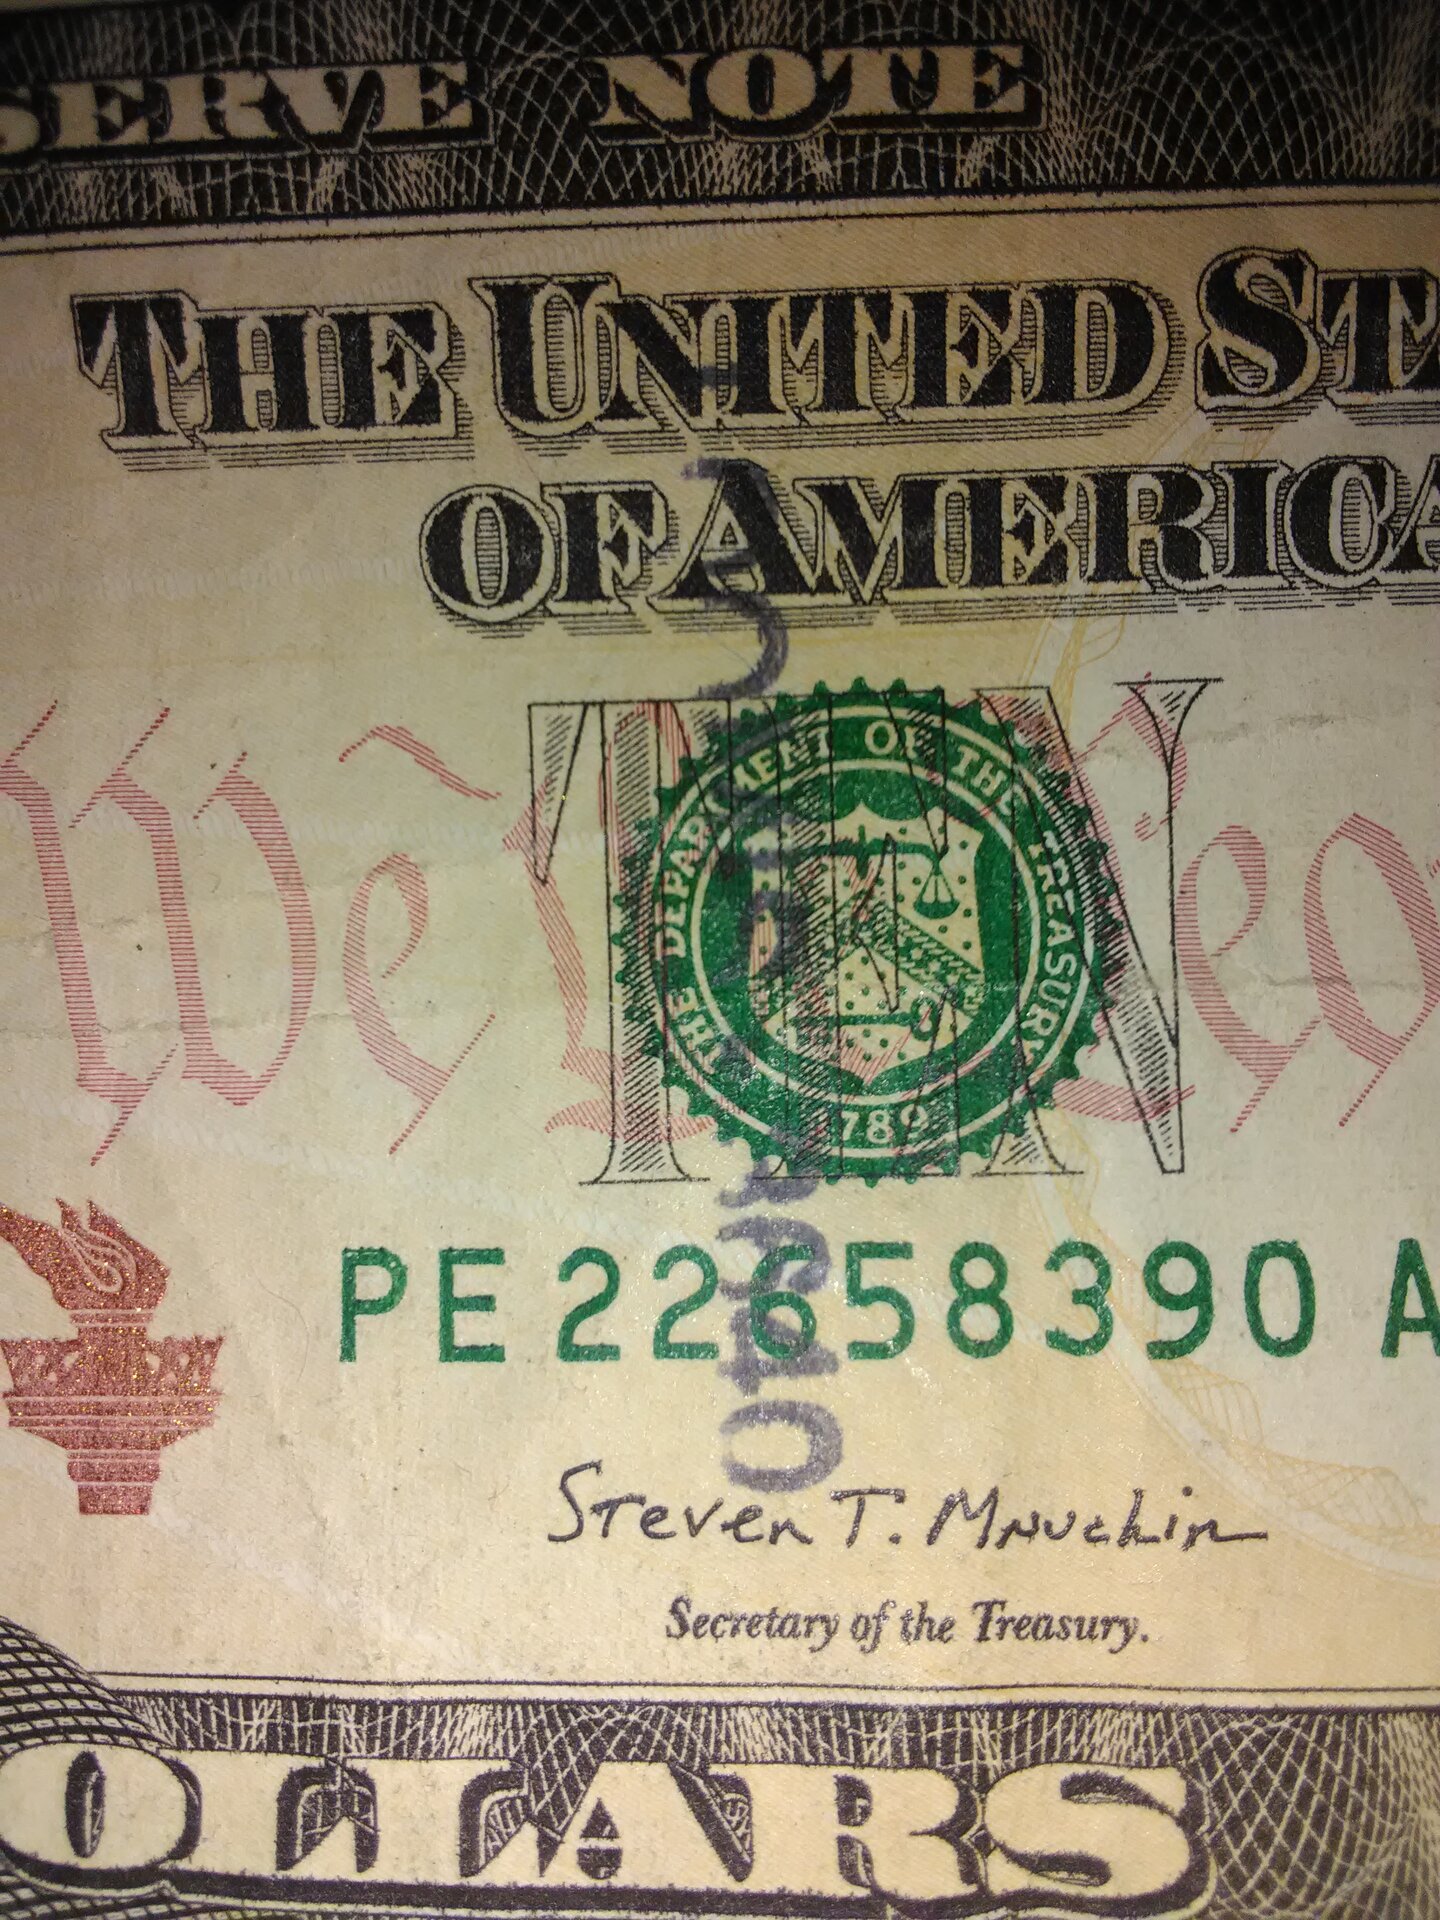 SERVE NOTE
THE UNITED ST
OF AMERICA
We
TEN
THE DEPARTMENT OF THE TREASURY
1789
PE 22658390 A
Steven T. Mnuchin
Secretary of the Treasury.
OLLARS